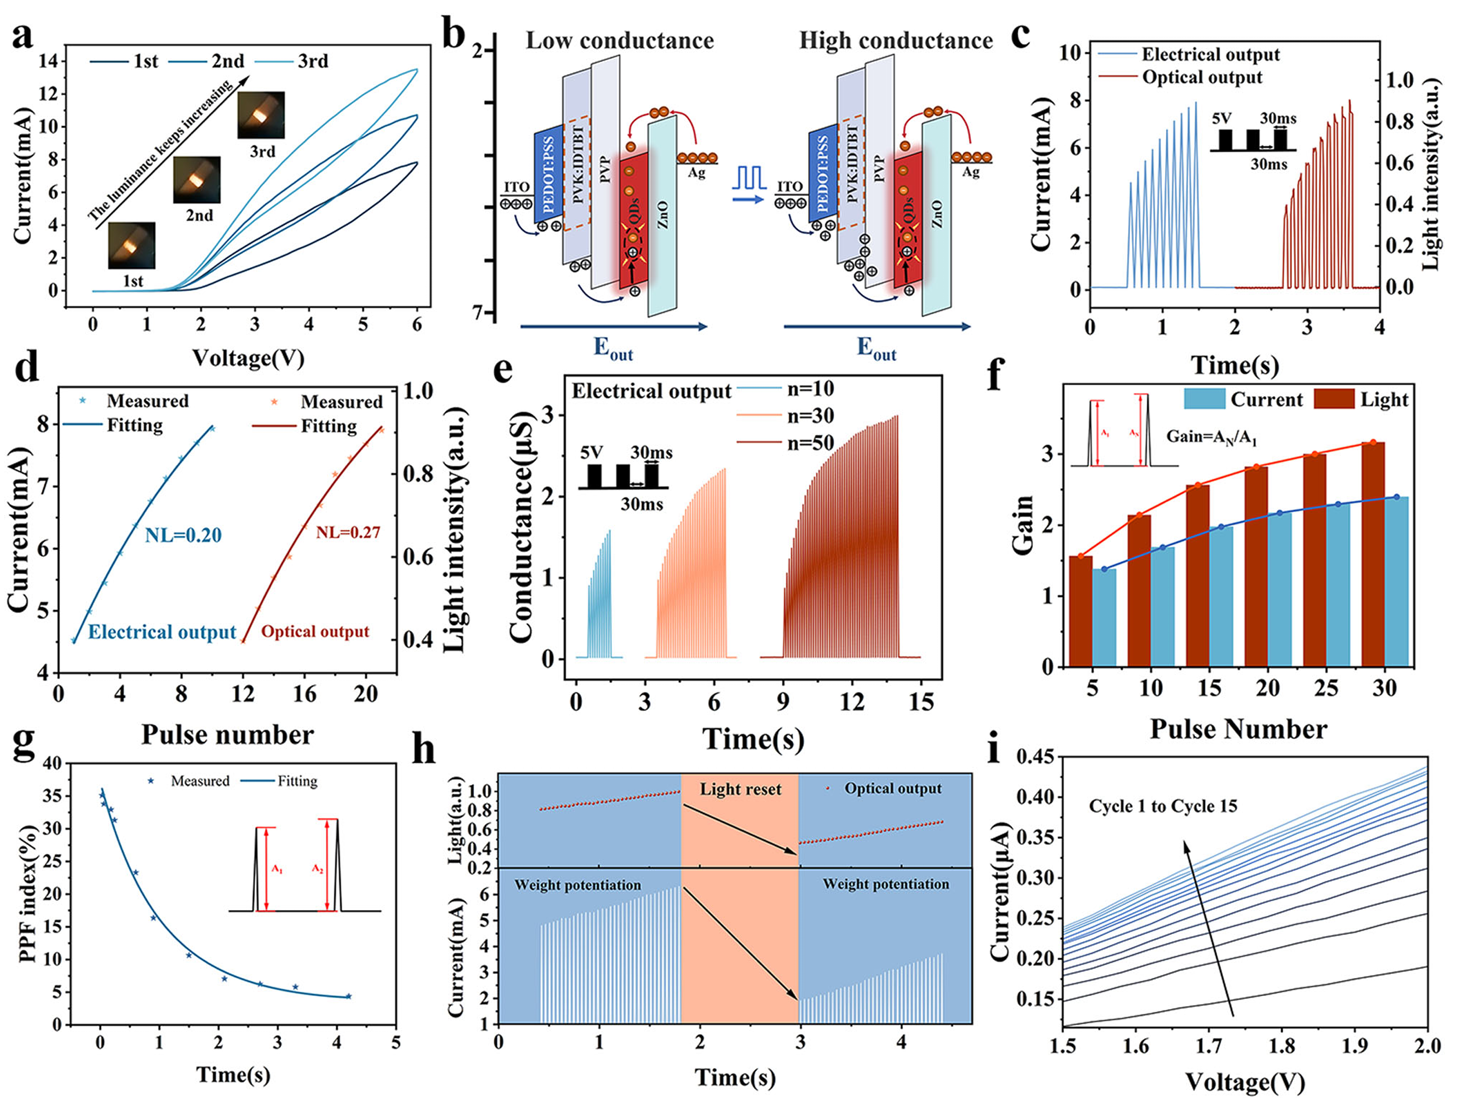 a
14
12
10
8
6
4
2
0
Current(mA)
1st
2nd
3rd
The luminance keeps increasing
3rd
2nd
1st
0
1
2
3
4
5
6
Voltage(V)
b
2
7
Low conductance
High conductance
ITO
PEDOT:PSS
PVK:IDTBT
PVP
QDs
ZnO
Ag
Eout
ITO
PEDOT:PSS
PVK:IDTBT
PVP
QDs
ZnO
Ag
Eout
c
10
8
6
4
2
0
Current(mA)
Electrical output
Optical output
5V
30ms
30ms
1.0
0.8
0.6
0.4
0.2
0.0
Light intensity(a.u.)
0
1
2
3
4
Time(s)
d
8
7
6
5
4
Current(mA)
Measured
Fitting
Measured
Fitting
NL=0.20
NL=0.27
Electrical output
Optical output
1.0
0.8
0.6
0.4
Light intensity(a.u.)
0
4
8
12
16
20
Pulse number
e
3
2
1
0
Conductance(μS)
Electrical output
n=10
n=30
n=50
5V
30ms
30ms
0
3
6
9
12
15
Time(s)
f
3
2
1
0
Gain
Current
Light
A1
AN
Gain=AN/A1
5
10
15
20
25
30
Pulse Number
g
40
35
30
25
20
15
10
5
0
PPF index(%)
Measured
Fitting
A1
A2
0
1
2
3
4
5
Time(s)
h
1.0
0.8
0.6
0.4
0.2
Light(a.u.)
Light reset
Optical output
6
5
4
3
2
1
Current(mA)
Weight potentiation
Weight potentiation
0
1
2
3
4
Time(s)
i
0.45
0.40
0.35
0.30
0.25
0.20
0.15
Current(μA)
Cycle 1 to Cycle 15
1.5
1.6
1.7
1.8
1.9
2.0
Voltage(V)